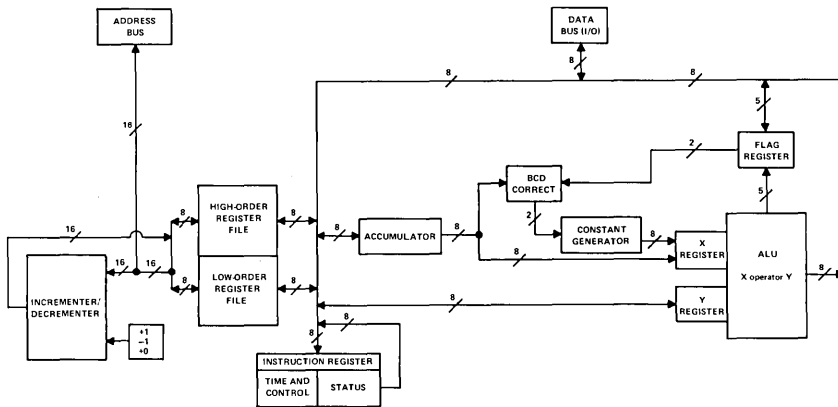 ADDRESS
BUS
DATA
BUS (I/O)
8
8
8
16
5
2
FLAG
REGISTER
BCD
CORRECT
5
16
8
HIGH-ORDER
REGISTER
FILE
8
8
ACCUMULATOR
8
2
CONSTANT
GENERATOR
8
X
REGISTER
ALU
X operator Y
8
16
16
8
LOW-ORDER
REGISTER
FILE
8
8
Y
REGISTER
INCREMENTER/
DECREMENTER
+1
−1
+0
8
8
8
INSTRUCTION REGISTER
TIME AND
CONTROL
STATUS